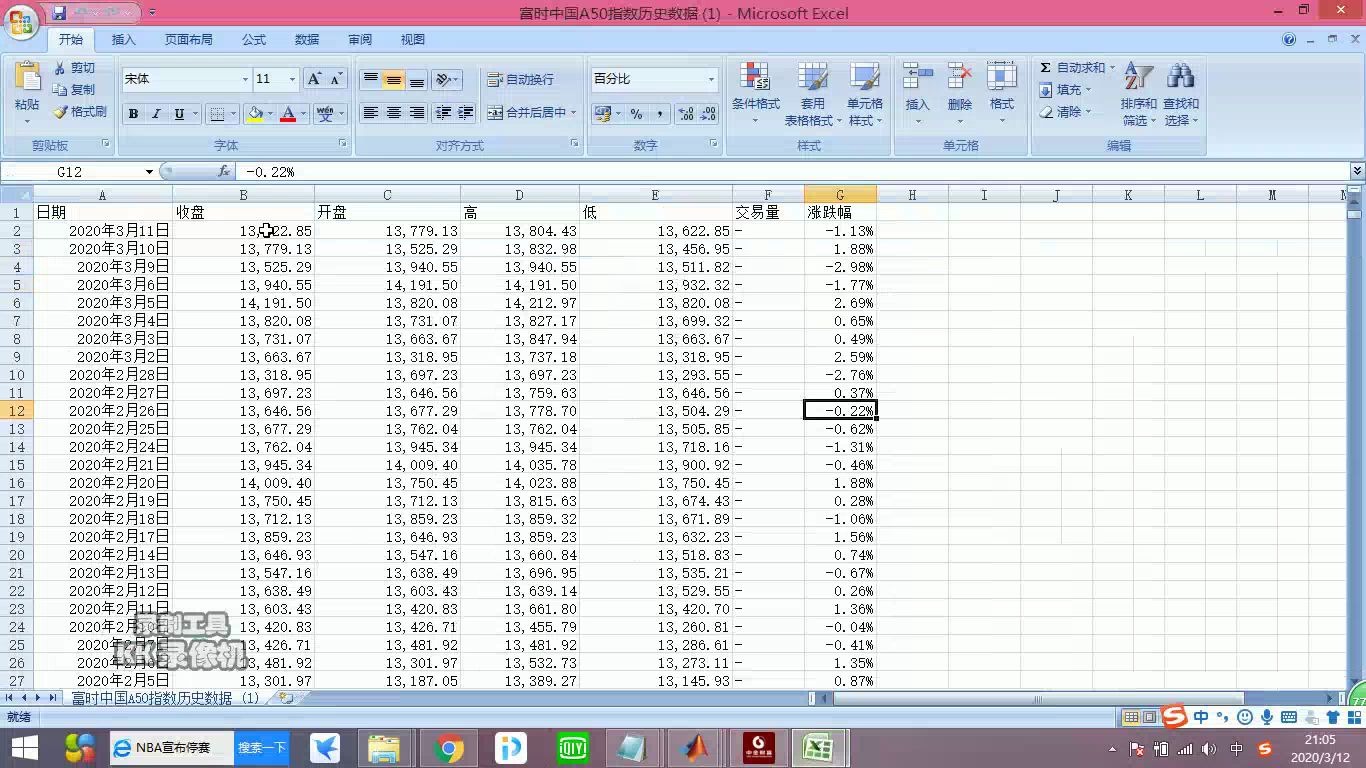 富时中国A50指数历史数据 (1) - Microsoft Excel
开始 插入 页面布局 公式 数据 审阅 视图
粘贴 剪切 复制 格式刷
宋体 11
自动换行
合并后居中
百分比
条件格式 套用表格格式 单元格样式
插入 删除 格式
Σ 自动求和 填充 清除
排序和筛选 查找和选择
剪贴板 字体 对齐方式 数字 样式 单元格 编辑
G12 fx -0.22%
A B C D E F G H I J K L M N
1 日期 收盘 开盘 高 低 交易量 涨跌幅
2 2020年3月11日 13,779.13 13,804.43 13,622.85 - -1.13%
3 2020年3月10日 13,779.13 13,525.29 13,832.98 13,456.95 - 1.88%
4 2020年3月9日 13,525.29 13,940.55 13,940.55 13,511.82 - -2.98%
5 2020年3月6日 13,940.55 14,191.50 14,191.50 13,932.32 - -1.77%
6 2020年3月5日 14,191.50 13,820.08 14,212.97 13,820.08 - 2.69%
7 2020年3月4日 13,820.08 13,731.07 13,827.17 13,699.32 - 0.65%
8 2020年3月3日 13,731.07 13,663.67 13,847.94 13,663.67 - 0.49%
9 2020年3月2日 13,663.67 13,318.95 13,737.18 13,318.95 - 2.59%
10 2020年2月28日 13,318.95 13,697.23 13,697.23 13,293.55 - -2.76%
11 2020年2月27日 13,697.23 13,646.56 13,759.63 13,646.56 - 0.37%
12 2020年2月26日 13,646.56 13,677.29 13,778.70 13,504.29 - -0.22%
13 2020年2月25日 13,677.29 13,762.04 13,762.04 13,505.85 - -0.62%
14 2020年2月24日 13,762.04 13,945.34 13,945.34 13,718.16 - -1.31%
15 2020年2月21日 13,945.34 14,009.40 14,035.78 13,900.92 - -0.46%
16 2020年2月20日 14,009.40 13,750.45 14,023.88 13,750.45 - 1.88%
17 2020年2月19日 13,750.45 13,712.13 13,815.63 13,674.43 - 0.28%
18 2020年2月18日 13,712.13 13,859.23 13,859.32 13,671.89 - -1.06%
19 2020年2月17日 13,859.23 13,646.93 13,859.23 13,632.23 - 1.56%
20 2020年2月14日 13,646.93 13,547.16 13,660.84 13,518.83 - 0.74%
21 2020年2月13日 13,547.16 13,638.49 13,696.95 13,535.21 - -0.67%
22 2020年2月12日 13,638.49 13,603.43 13,639.14 13,529.55 - 0.26%
23 2020年2月11日 13,603.43 13,420.83 13,661.80 13,420.70 - 1.36%
24 13,420.83 13,426.71 13,455.79 13,260.81 - -0.04%
25 13,426.71 13,481.92 13,481.92 13,286.61 - -0.41%
26 13,481.92 13,301.97 13,532.73 13,273.11 - 1.35%
27 2020年2月5日 13,301.97 13,187.05 13,389.27 13,145.93 - 0.87%
录制工具
KK录像机
富时中国A50指数历史数据 (1)
就绪
中
NBA宣布停赛 搜索一下
QIY
中金财富
中
21:05
2020/3/12